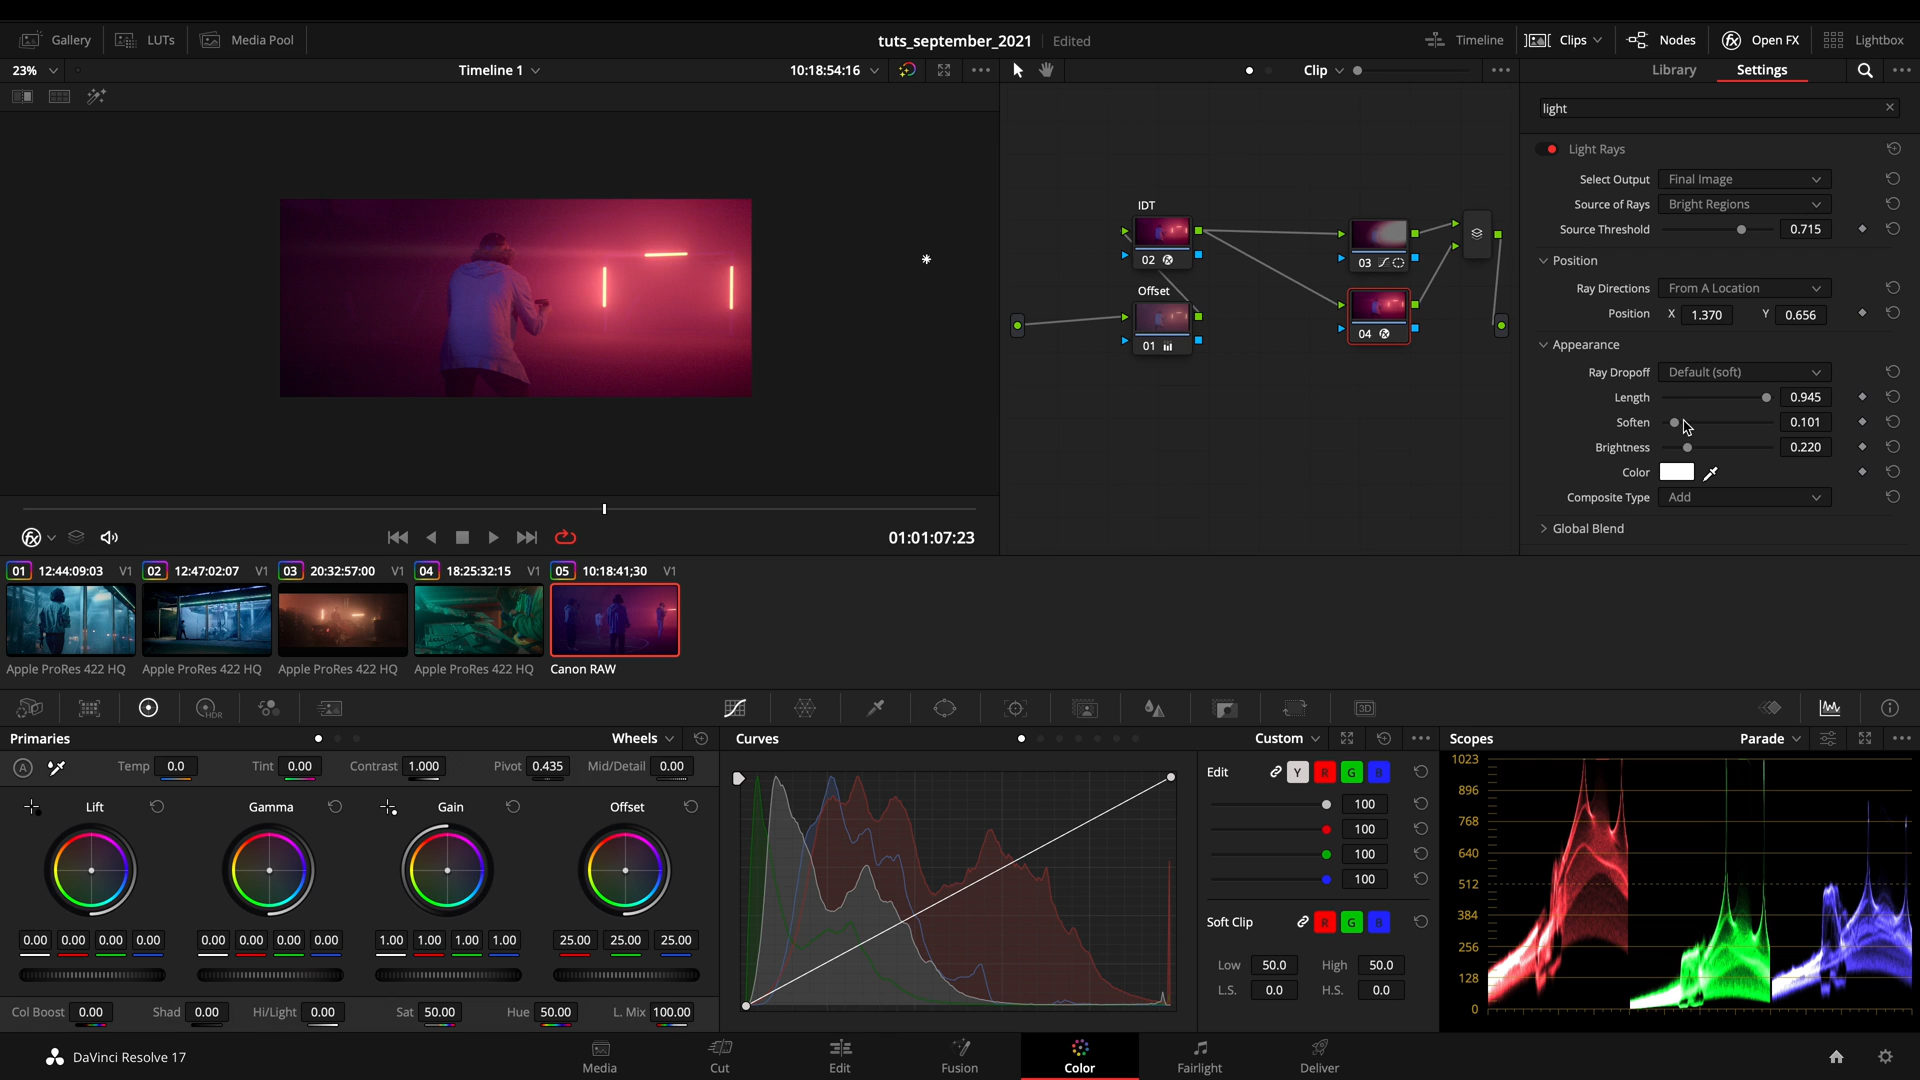 Gallery LUTs Media Pool tuts_september_2021 Edited Timeline Clips Nodes Open FX Lightbox
23% Timeline 1 10:18:54:16 Clip Library Settings
light
Light Rays
Select Output Final Image
Source of Rays Bright Regions
Source Threshold 0.715
Position
Ray Directions From A Location
Position X 1.370 Y 0.656
Appearance
Ray Dropoff Default (soft)
Length 0.945
Soften 0.101
Brightness 0.220
Color
Composite Type Add
Global Blend
IDT
02
Offset
01
03
04
01:01:07:23
01 12:44:09:03 V1 02 12:47:02:07 V1 03 20:32:57:00 V1 04 18:25:32:15 V1 05 10:18:41;30 V1
Apple ProRes 422 HQ Apple ProRes 422 HQ Apple ProRes 422 HQ Apple ProRes 422 HQ Canon RAW
HDR 3D
Primaries Wheels Curves Custom Scopes Parade
A Temp 0.0 Tint 0.00 Contrast 1.000 Pivot 0.435 Mid/Detail 0.00
Lift Gamma Gain Offset
0.00 0.00 0.00 0.00 0.00 0.00 0.00 0.00 1.00 1.00 1.00 1.00 25.00 25.00 25.00
Col Boost 0.00 Shad 0.00 Hi/Light 0.00 Sat 50.00 Hue 50.00 L. Mix 100.00
Edit Y R G B
100
100
100
100
Soft Clip R G B
Low 50.0 High 50.0
L.S. 0.0 H.S. 0.0
1023
896
768
640
512
384
256
128
0
DaVinci Resolve 17 Media Cut Edit Fusion Color Fairlight Deliver